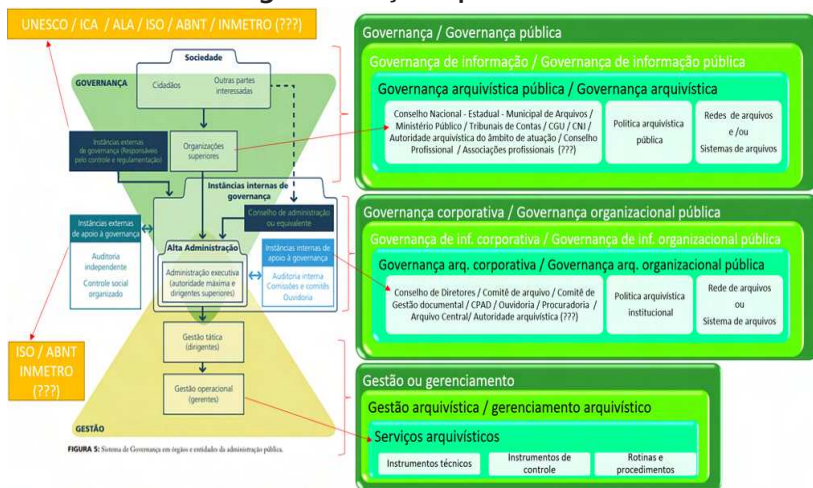 UNESCO / ICA / ALA / ISO / ABNT / INMETRO (???)
Sociedade
GOVERNANÇA
Cidadãos
Outras partes
interessadas
Instâncias externas
de governança (Responsáveis
pelo controle e regulamentação)
Organizações
superiores
Instâncias internas de
governança
Conselho de administração
ou equivalente
Instâncias externas
de apoio à governança
Auditoria
independente
Controle social
organizado
Alta Administração
Administração executiva
(autoridade máxima e
dirigentes superiores)
Instâncias internas de
apoio à governança
Auditoria interna
Comissões e comitês
Ouvidoria
ISO / ABNT
INMETRO
(???)
Gestão tática
(dirigentes)
Gestão operacional
(gerentes)
GESTÃO
FIGURA 5: Sistema de Governança em órgãos e entidades da administração pública.
Governança / Governança pública
Governança de informação / Governança de informação pública
Governança arquivística pública / Governança arquivística
Conselho Nacional - Estadual - Municipal de Arquivos /
Ministério Público / Tribunais de Contas / CGU / CNJ /
Autoridade arquivística do âmbito de atuação / Conselho
Profissional / Associações profissionais (???)
Politica arquivística
pública
Redes de arquivos
e /ou
Sistemas de arquivos
Governança corporativa / Governança organizacional pública
Governança de inf. corporativa / Governança de inf. organizacional pública
Governança arq. corporativa / Governança arq. organizacional pública
Conselho de Diretores / Comitê de arquivo / Comitê de
Gestão documental / CPAD / Ouvidoria / Procuradoria /
Arquivo Central/ Autoridade arquivística (???)
Politica arquivística
institucional
Rede de arquivos
ou
Sistema de arquivos
Gestão ou gerenciamento
Gestão arquivística / gerenciamento arquivístico
Serviços arquivísticos
Instrumentos técnicos
Instrumentos de
controle
Rotinas e
procedimentos